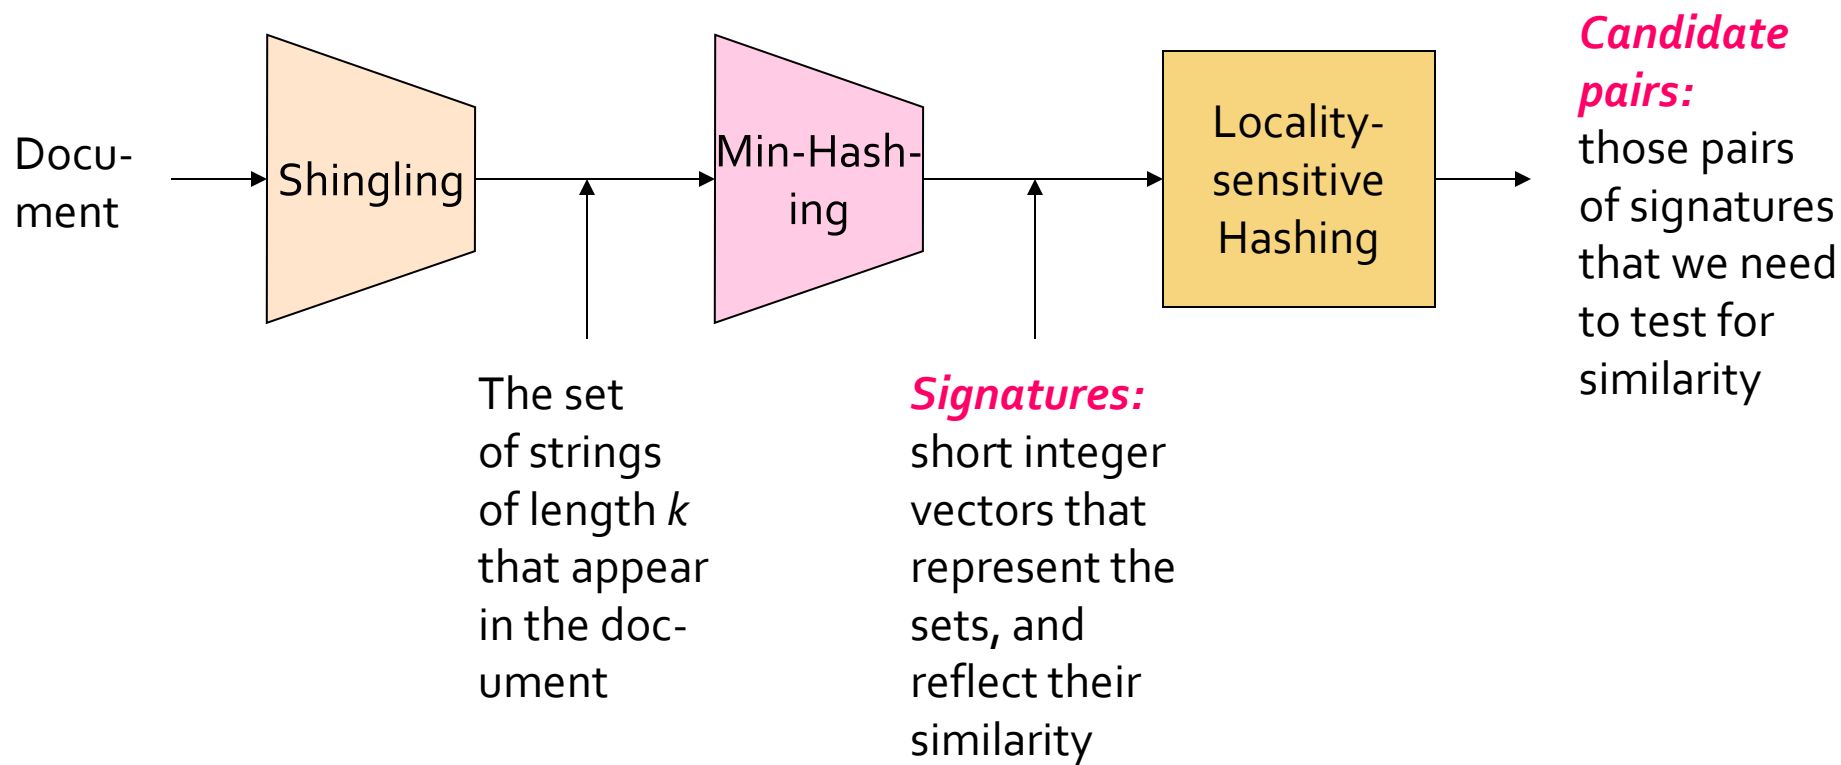 Docu-
ment
Shingling
The set
of strings
of length k
that appear
in the doc-
ument
Min-Hash-
ing
Signatures:
short integer
vectors that
represent the
sets, and
reflect their
similarity
Locality-
sensitive
Hashing
Candidate
pairs:
those pairs
of signatures
that we need
to test for
similarity